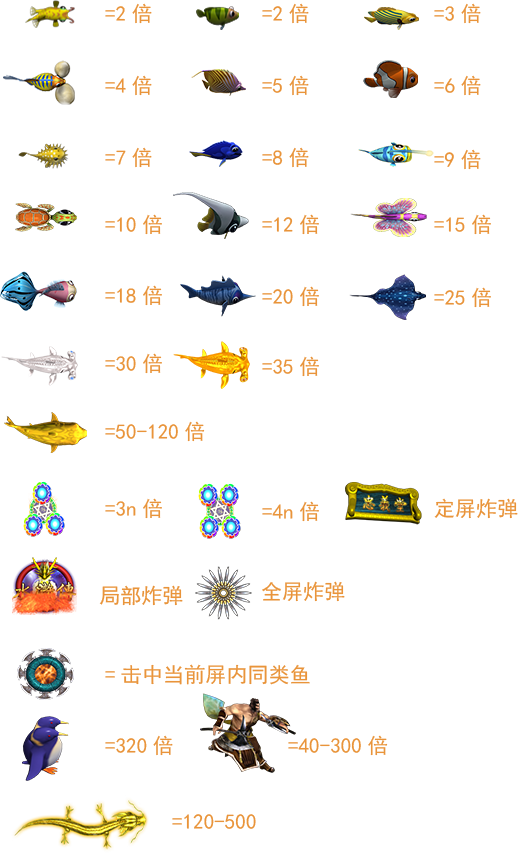 =2 倍 =2 倍 =3 倍
=4 倍 =5 倍 =6 倍
=7 倍 =8 倍 =9 倍
=10 倍 =12 倍 =15 倍
=18 倍 =20 倍 =25 倍
=30 倍 =35 倍
=50-120 倍
=3n 倍 =4n 倍 忠義堂 定屏炸弹
局部炸弹 全屏炸弹
= 击中当前屏内同类鱼
=320 倍 =40-300 倍
=120-500